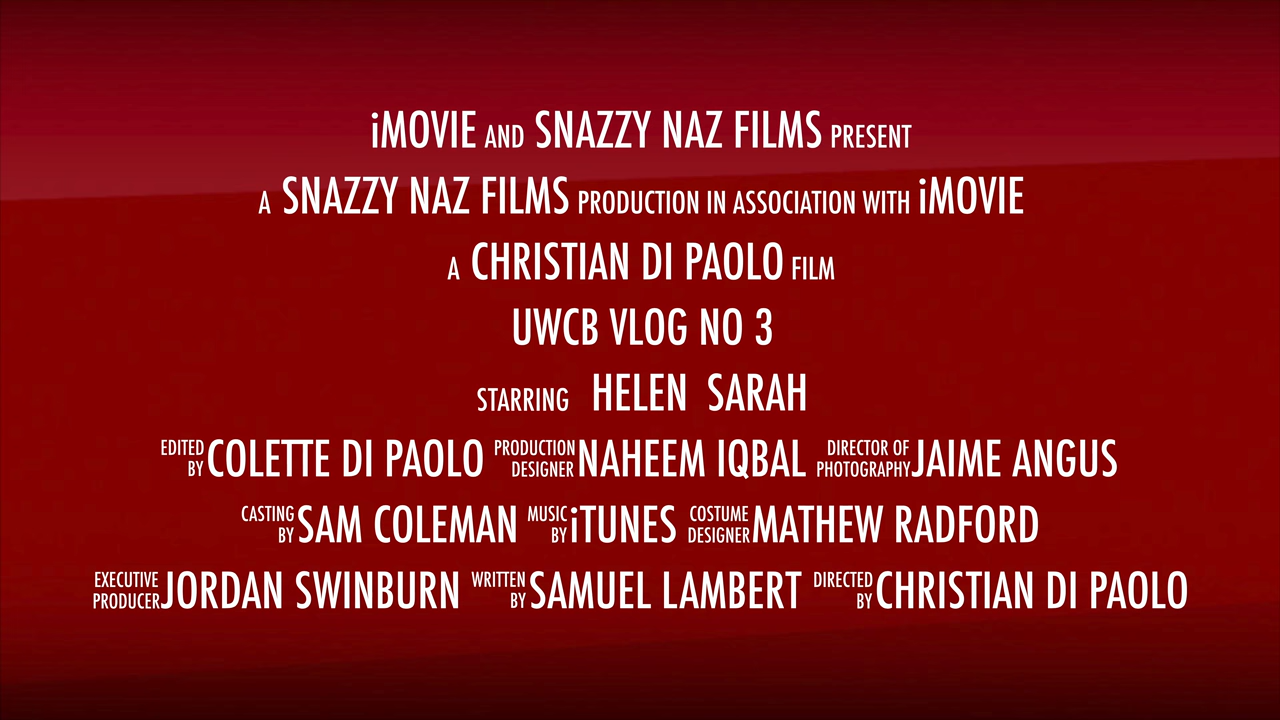 iMOVIE AND SNAZZY NAZ FILMS PRESENT
A SNAZZY NAZ FILMS PRODUCTION IN ASSOCIATION WITH iMOVIE
A CHRISTIAN DI PAOLO FILM
UWCB VLOG NO 3
STARRING HELEN SARAH
EDITED BY COLETTE DI PAOLO PRODUCTION DESIGNER NAHEEM IQBAL DIRECTOR OF PHOTOGRAPHY JAIME ANGUS
CASTING BY SAM COLEMAN MUSIC BY iTUNES COSTUME DESIGNER MATHEW RADFORD
EXECUTIVE PRODUCER JORDAN SWINBURN WRITTEN BY SAMUEL LAMBERT DIRECTED BY CHRISTIAN DI PAOLO